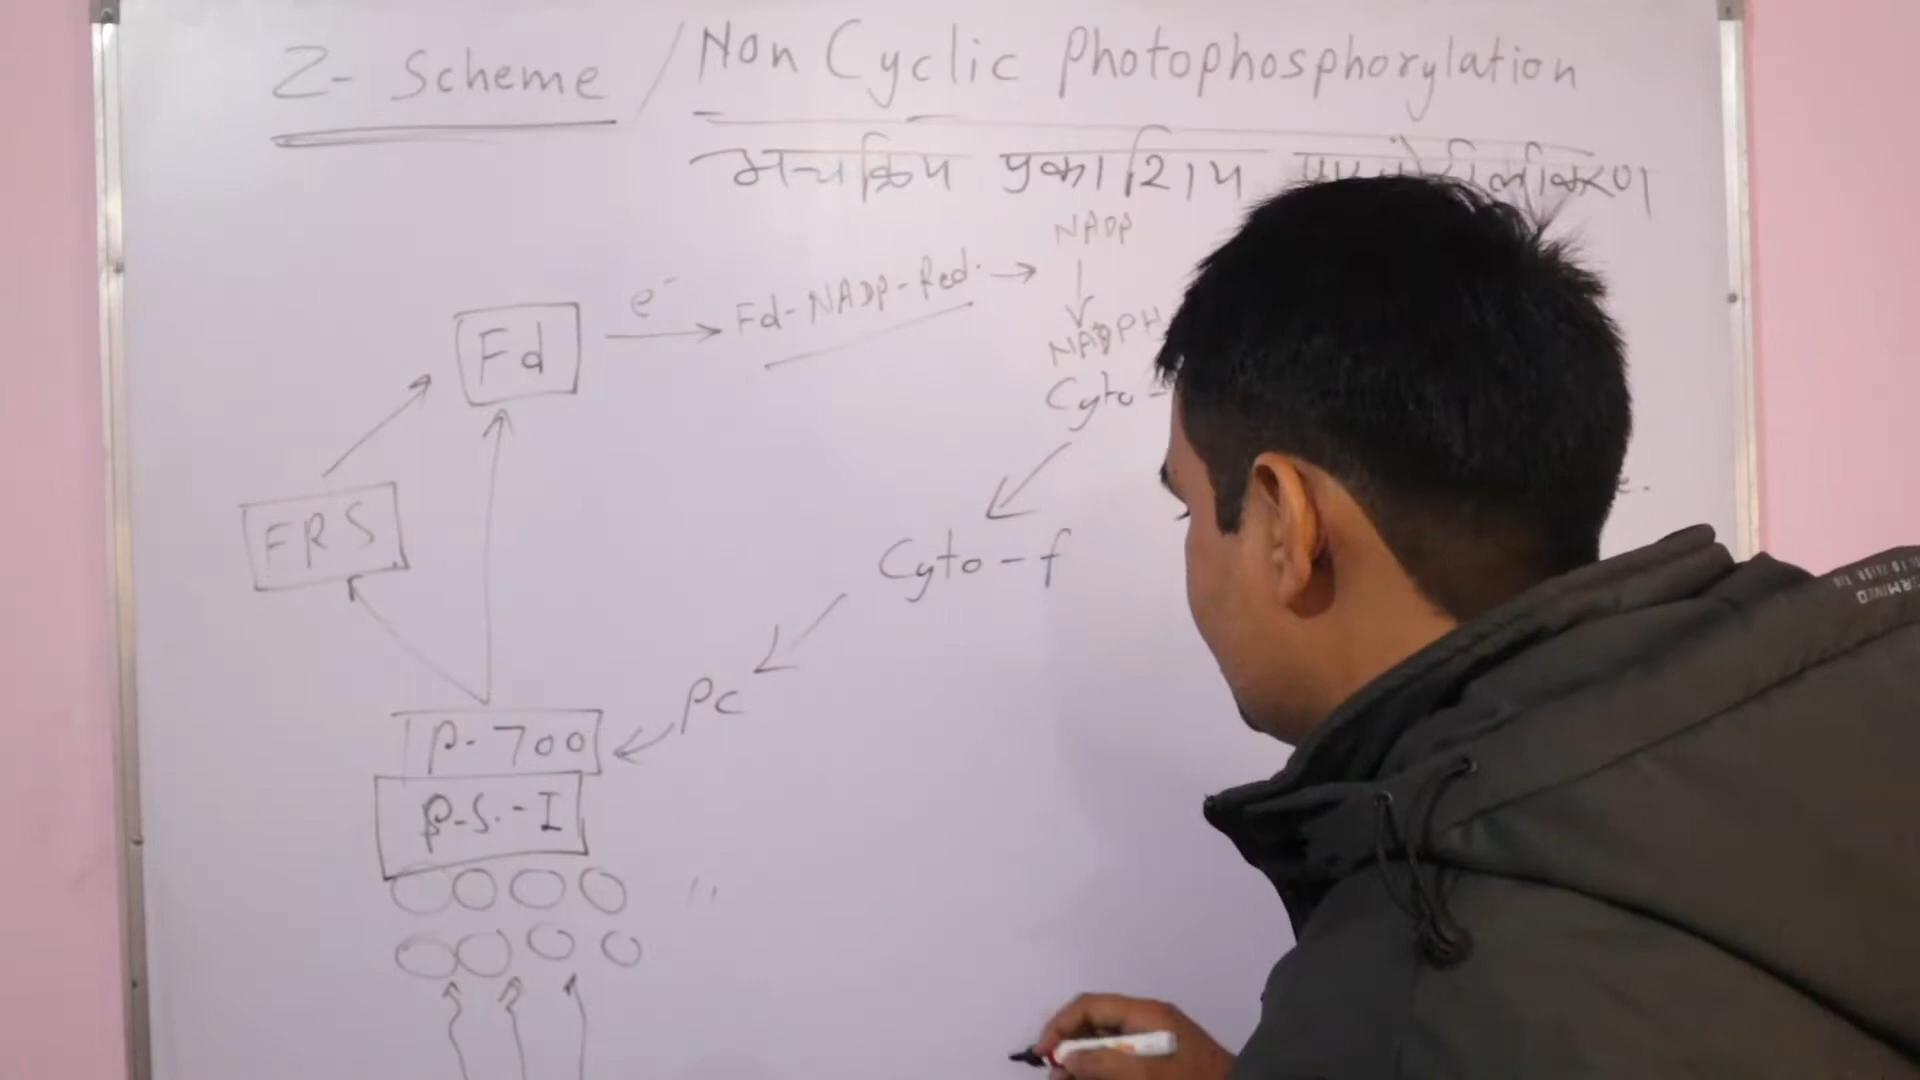 Z- Scheme / Non Cyclic Photophosphorylation
अचक्रिय प्रकाशिय
NADP
e⁻
Fd-NADP-Red.
Fd
NADPH
Cyto-
FRS
Cyto-f
Pc
P-700
P.S.-I